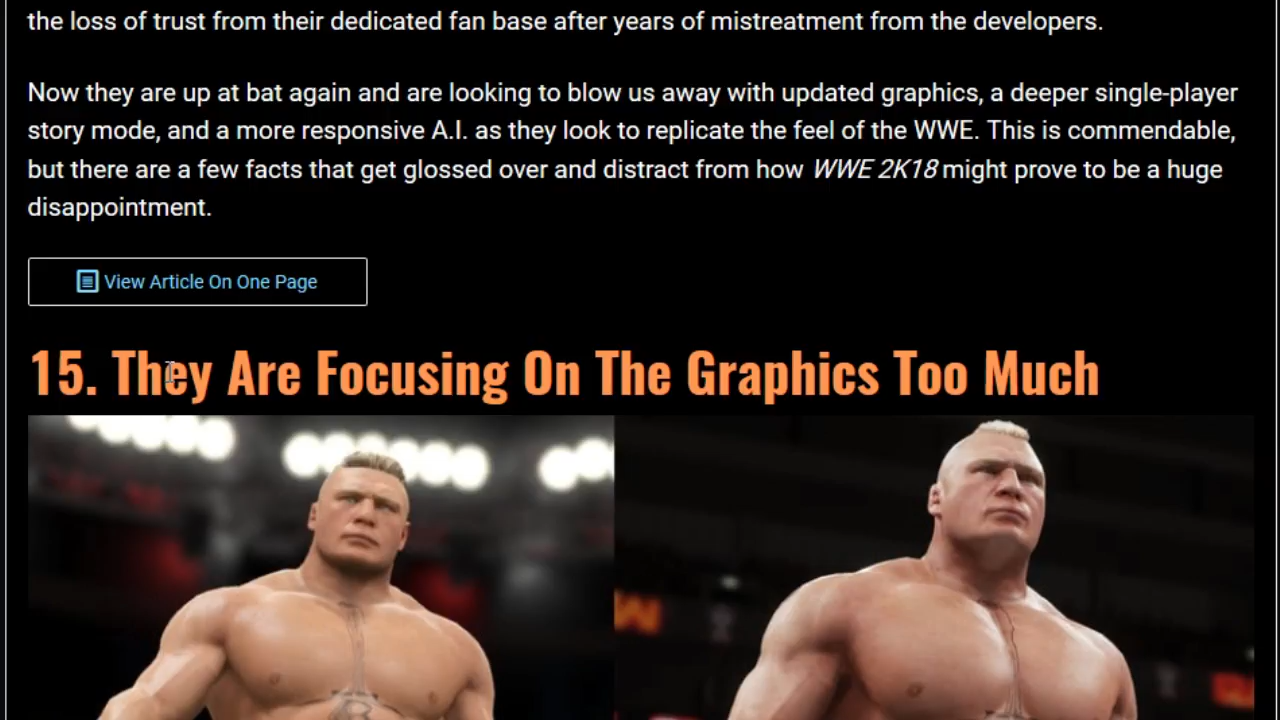 the loss of trust from their dedicated fan base after years of mistreatment from the developers.
Now they are up at bat again and are looking to blow us away with updated graphics, a deeper single-player
story mode, and a more responsive A.I. as they look to replicate the feel of the WWE. This is commendable,
but there are a few facts that get glossed over and distract from how WWE 2K18 might prove to be a huge
disappointment.
View Article On One Page
15. They Are Focusing On The Graphics Too Much